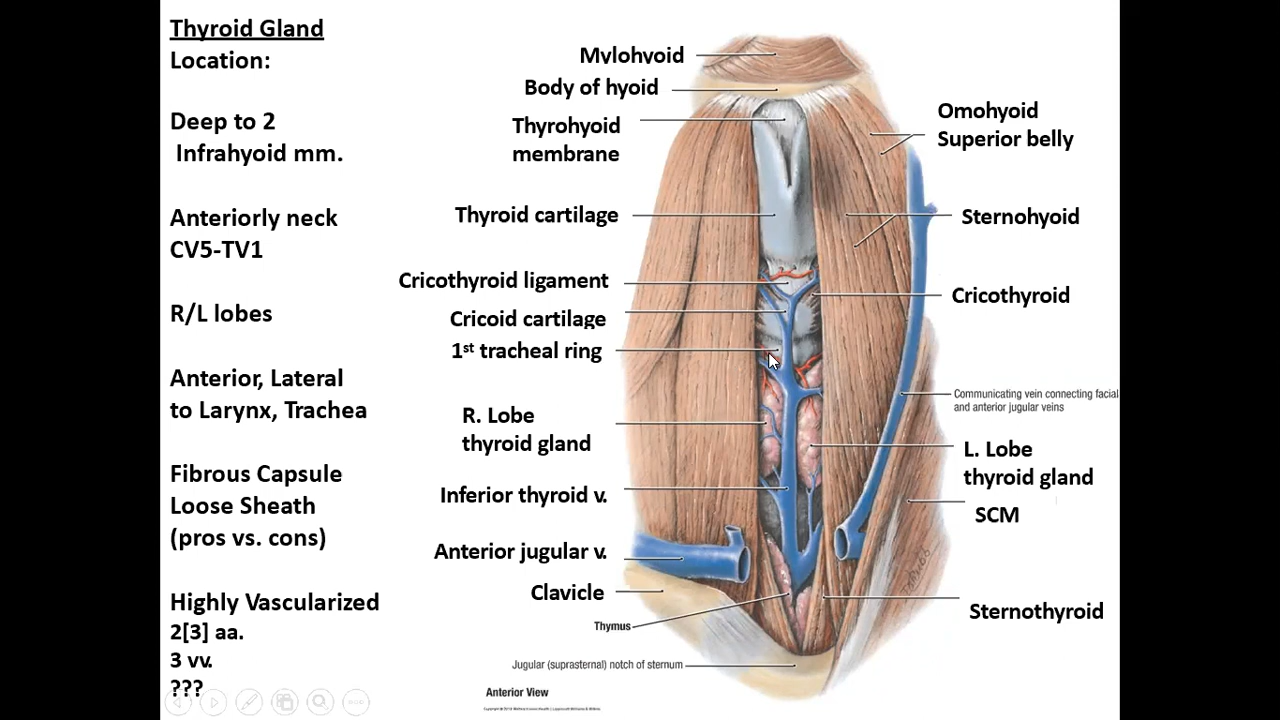 Thyroid Gland
Location:
Deep to 2
Infrahyoid mm.
Anteriorly neck
CV5-TV1
R/L lobes
Anterior, Lateral
to Larynx, Trachea
Fibrous Capsule
Loose Sheath
(pros vs. cons)
Highly Vascularized
2[3] aa.
3 vv.
???
Mylohyoid
Body of hyoid
Thyrohyoid
membrane
Thyroid cartilage
Cricothyroid ligament
Cricoid cartilage
1st tracheal ring
R. Lobe
thyroid gland
Inferior thyroid v.
Anterior jugular v.
Clavicle
Thymus
Jugular (suprasternal) notch of sternum
Anterior View
Omohyoid
Superior belly
Sternohyoid
Cricothyroid
Communicating vein connecting facial
and anterior jugular veins
L. Lobe
thyroid gland
SCM
Sternothyroid